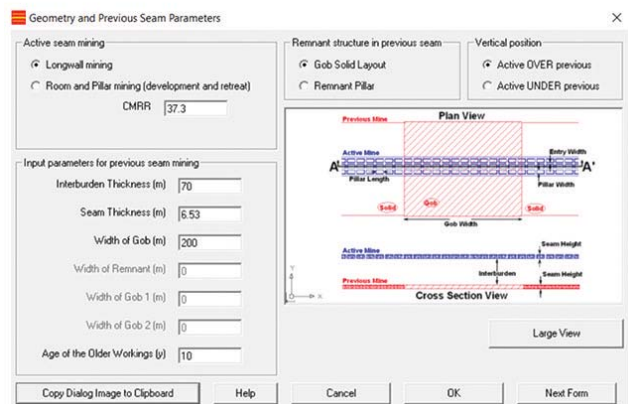 Geometry and Previous Seam Parameters
Active seam mining
Longwall mining
Room and Pillar mining (development and retreat)
CMRR 37.3
Remnant structure in previous seam
Gob Solid Layout
Remnant Pillar
Vertical position
Active OVER previous
Active UNDER previous
Input parameters for previous seam mining
Interburden Thickness (m) 70
Seam Thickness (m) 6.53
Width of Gob (m) 200
Width of Remnant (m) 0
Width of Gob 1 (m) 0
Width of Gob 2 (m) 0
Age of the Older Workings (y) 10
Previous Mine
Plan View
Active Mine
Entry Width
A
A'
Pillar Length
Pillar Width
Solid
Gob
Solid
Gob Width
Active Mine
Seam Height
Interburden
Previous Mine
Seam Height
Y
X
Cross Section View
Large View
Copy Dialog Image to Clipboard
Help
Cancel
OK
Next Form